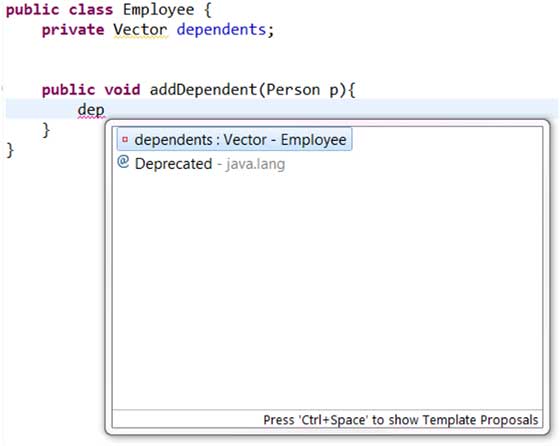 public class Employee {
private Vector dependents;
public void addDependent(Person p){
dep
}
}
dependents : Vector - Employee
@ Deprecated - java.lang
Press 'Ctrl+Space' to show Template Proposals